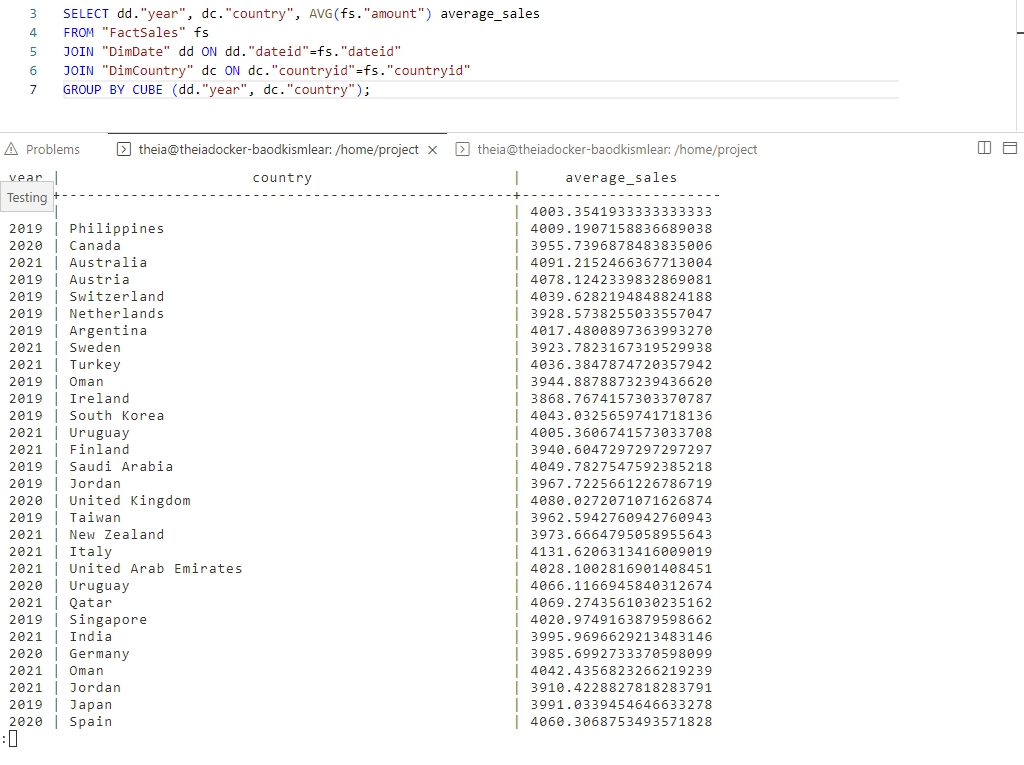 3 SELECT dd."year", dc."country", AVG(fs."amount") average_sales
4 FROM "FactSales" fs
5 JOIN "DimDate" dd ON dd."dateid"=fs."dateid"
6 JOIN "DimCountry" dc ON dc."countryid"=fs."countryid"
7 GROUP BY CUBE (dd."year", dc."country");
Problems theia@theiadocker-baodkismlear: /home/project × theia@theiadocker-baodkismlear: /home/project
year | country | average_sales
Testing +-----------------------------------------------------+-----------------------
| | 4003.3541933333333333
2019 | Philippines | 4009.1907158836689038
2020 | Canada | 3955.7396878483835006
2021 | Australia | 4091.2152466367713004
2019 | Austria | 4078.1242339832869081
2019 | Switzerland | 4039.6282194848824188
2019 | Netherlands | 3928.5738255033557047
2019 | Argentina | 4017.4800897363993270
2021 | Sweden | 3923.7823167319529938
2021 | Turkey | 4036.3847874720357942
2019 | Oman | 3944.8878873239436620
2019 | Ireland | 3868.7674157303370787
2019 | South Korea | 4043.0325659741718136
2021 | Uruguay | 4005.3606741573033708
2021 | Finland | 3940.6047297297297297
2019 | Saudi Arabia | 4049.7827547592385218
2019 | Jordan | 3967.7225661226786719
2020 | United Kingdom | 4080.0272071071626874
2019 | Taiwan | 3962.5942760942760943
2021 | New Zealand | 3973.6664795058955643
2021 | Italy | 4131.6206313416009019
2021 | United Arab Emirates | 4028.1002816901408451
2020 | Uruguay | 4066.1166945840312674
2021 | Qatar | 4069.2743561030235162
2019 | Singapore | 4020.9749163879598662
2021 | India | 3995.9696629213483146
2020 | Germany | 3985.6992733370598099
2021 | Oman | 4042.4356823266219239
2021 | Jordan | 3910.4228827818283791
2019 | Japan | 3991.0339454646633278
2020 | Spain | 4060.3068753493571828
: